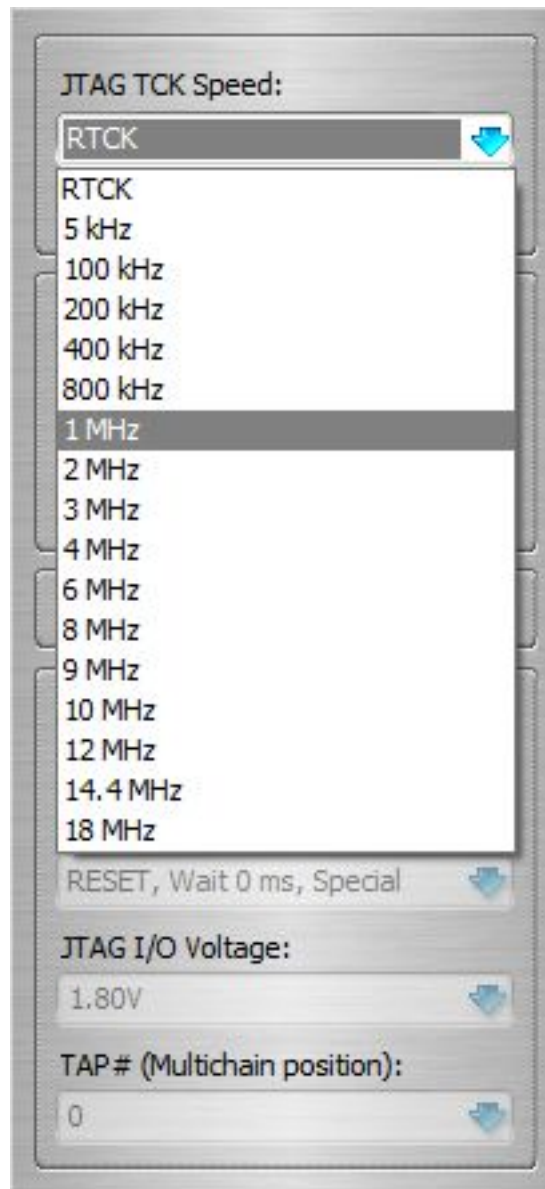 JTAG TCK Speed:
RTCK
RTCK
5 kHz
100 kHz
200 kHz
400 kHz
800 kHz
1 MHz
2 MHz
3 MHz
4 MHz
6 MHz
8 MHz
9 MHz
10 MHz
12 MHz
14.4 MHz
18 MHz
RESET, Wait 0 ms, Special
JTAG I/O Voltage:
1.80V
TAP# (Multichain position):
0